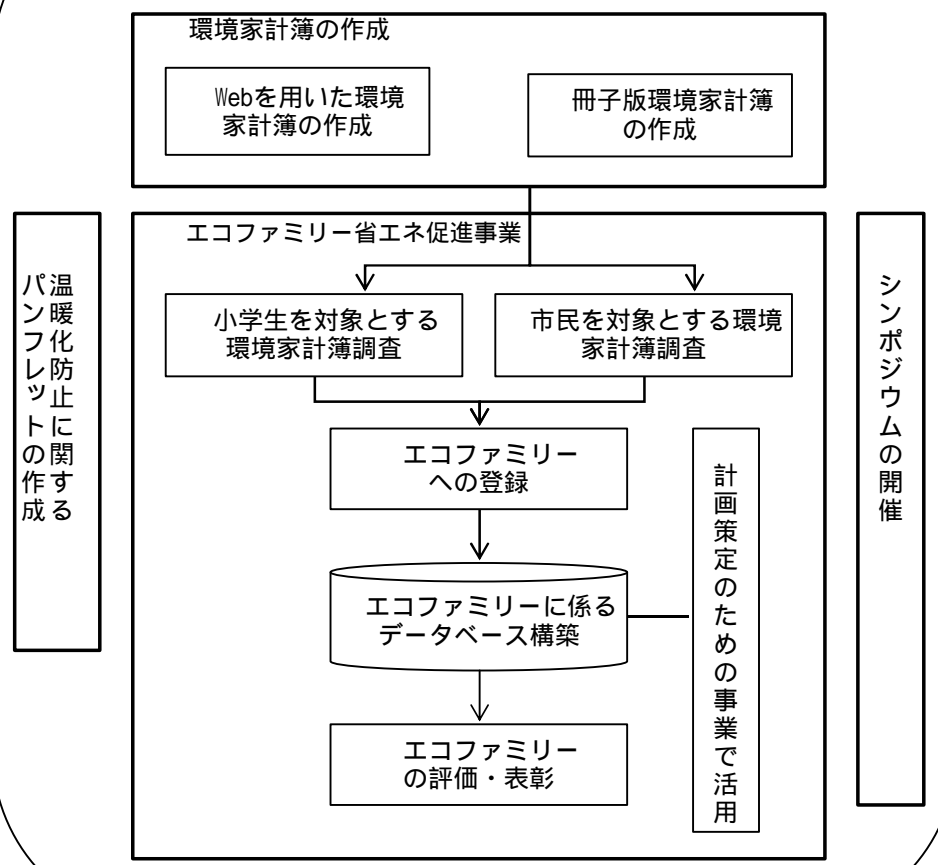 環境家計簿の作成
Webを用いた環境
家計簿の作成
冊子版環境家計簿
の作成
エコファミリー省エネ促進事業
小学生を対象とする
環境家計簿調査
市民を対象とする環境
家計簿調査
エコファミリー
への登録
エコファミリーに係る
データベース構築
エコファミリー
の評価・表彰
計画策定のための事業で活用
温暖化防止に関する
パンフレットの作成
シンポジウムの開催